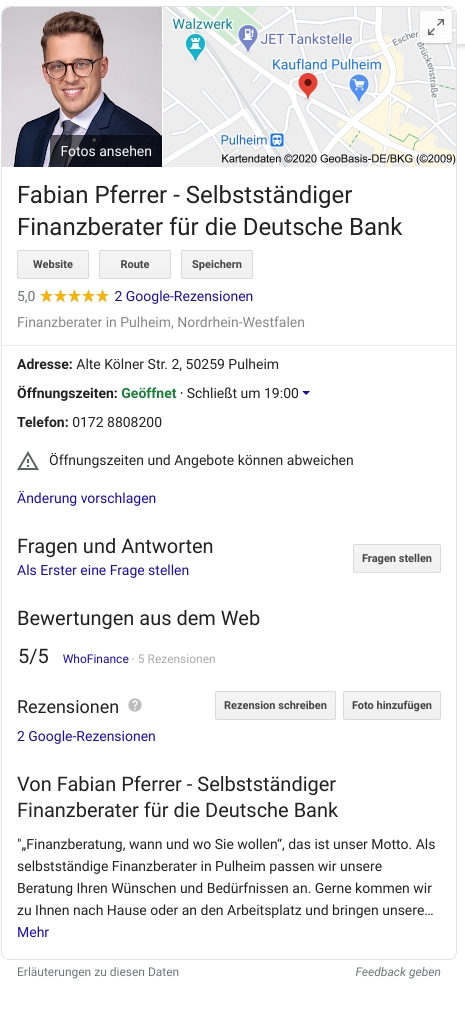 Walzwerk
JET Tankstelle
Escher
Brückenstraße
Kaufland Pulheim
Pulheim
Fotos ansehen
Kartendaten ©2020 GeoBasis-DE/BKG (©2009)
Fabian Pferrer - Selbstständiger
Finanzberater für die Deutsche Bank
Website Route Speichern
5,0 ★★★★★ 2 Google-Rezensionen
Finanzberater in Pulheim, Nordrhein-Westfalen
Adresse: Alte Kölner Str. 2, 50259 Pulheim
Öffnungszeiten: Geöffnet · Schließt um 19:00
Telefon: 0172 8808200
Öffnungszeiten und Angebote können abweichen
Änderung vorschlagen
Fragen und Antworten
Fragen stellen
Als Erster eine Frage stellen
Bewertungen aus dem Web
5/5 WhoFinance · 5 Rezensionen
Rezensionen ? Rezension schreiben Foto hinzufügen
2 Google-Rezensionen
Von Fabian Pferrer - Selbstständiger
Finanzberater für die Deutsche Bank
"„Finanzberatung, wann und wo Sie wollen“, das ist unser Motto. Als
selbstständige Finanzberater in Pulheim passen wir unsere
Beratung Ihren Wünschen und Bedürfnissen an. Gerne kommen wir
zu Ihnen nach Hause oder an den Arbeitsplatz und bringen unsere…
Mehr
Erläuterungen zu diesen Daten Feedback geben